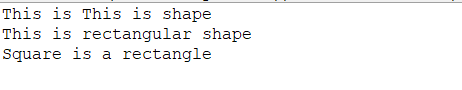 This is This is shape
This is rectangular shape
Square is a rectangle